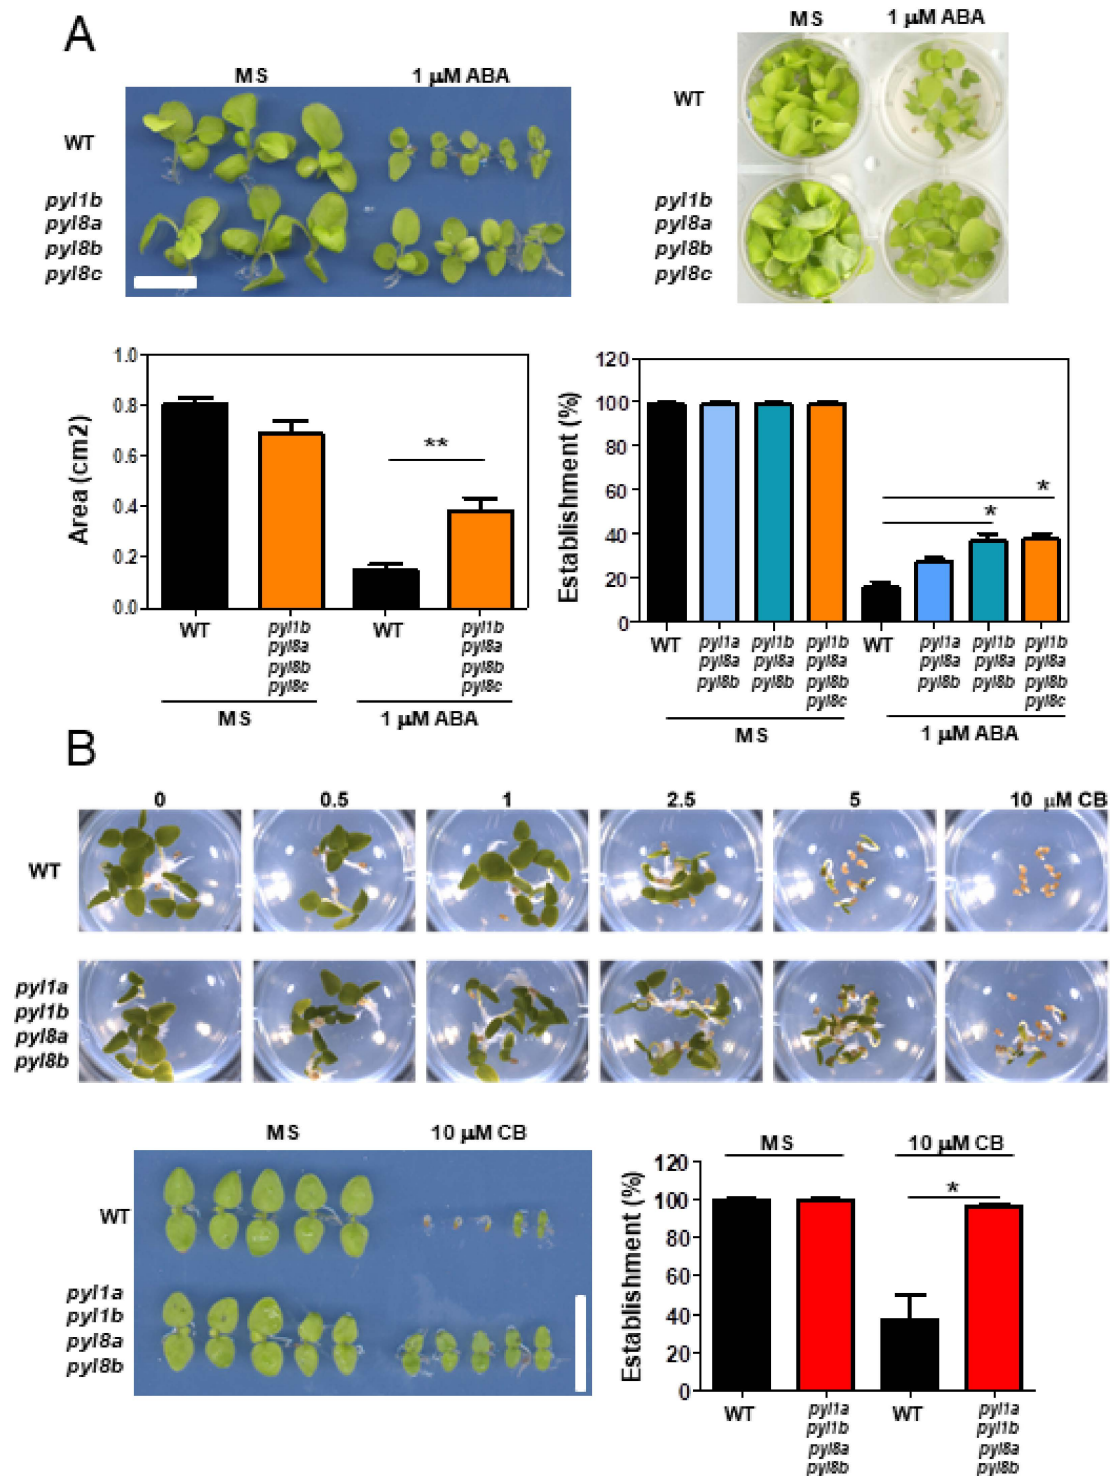 A
MS
1 μM ABA
WT
pyl1b
pyl8a
pyl8b
pyl8c
MS
1 μM ABA
WT
pyl1b
pyl8a
pyl8b
pyl8c
Area (cm2)
1.0
0.8
0.6
0.4
0.2
0.0
**
WT
pyl1b
pyl8a
pyl8b
pyl8c
WT
pyl1b
pyl8a
pyl8b
pyl8c
MS
1 μM ABA
Establishment (%)
120
100
80
60
40
20
0
*
*
WT
pyl1a
pyl8a
pyl8b
pyl1b
pyl8a
pyl8b
pyl1b
pyl8a
pyl8b
pyl8c
WT
pyl1a
pyl8a
pyl8b
pyl1b
pyl8a
pyl8b
pyl1b
pyl8a
pyl8b
pyl8c
MS
1 μM ABA
B
0 0.5 1 2.5 5 10 μM CB
WT
pyl1a
pyl1b
pyl8a
pyl8b
MS
10 μM CB
WT
pyl1a
pyl1b
pyl8a
pyl8b
Establishment (%)
MS
10 μM CB
120
100
80
60
40
20
0
*
WT
pyl1a
pyl1b
pyl8a
pyl8b
WT
pyl1a
pyl1b
pyl8a
pyl8b